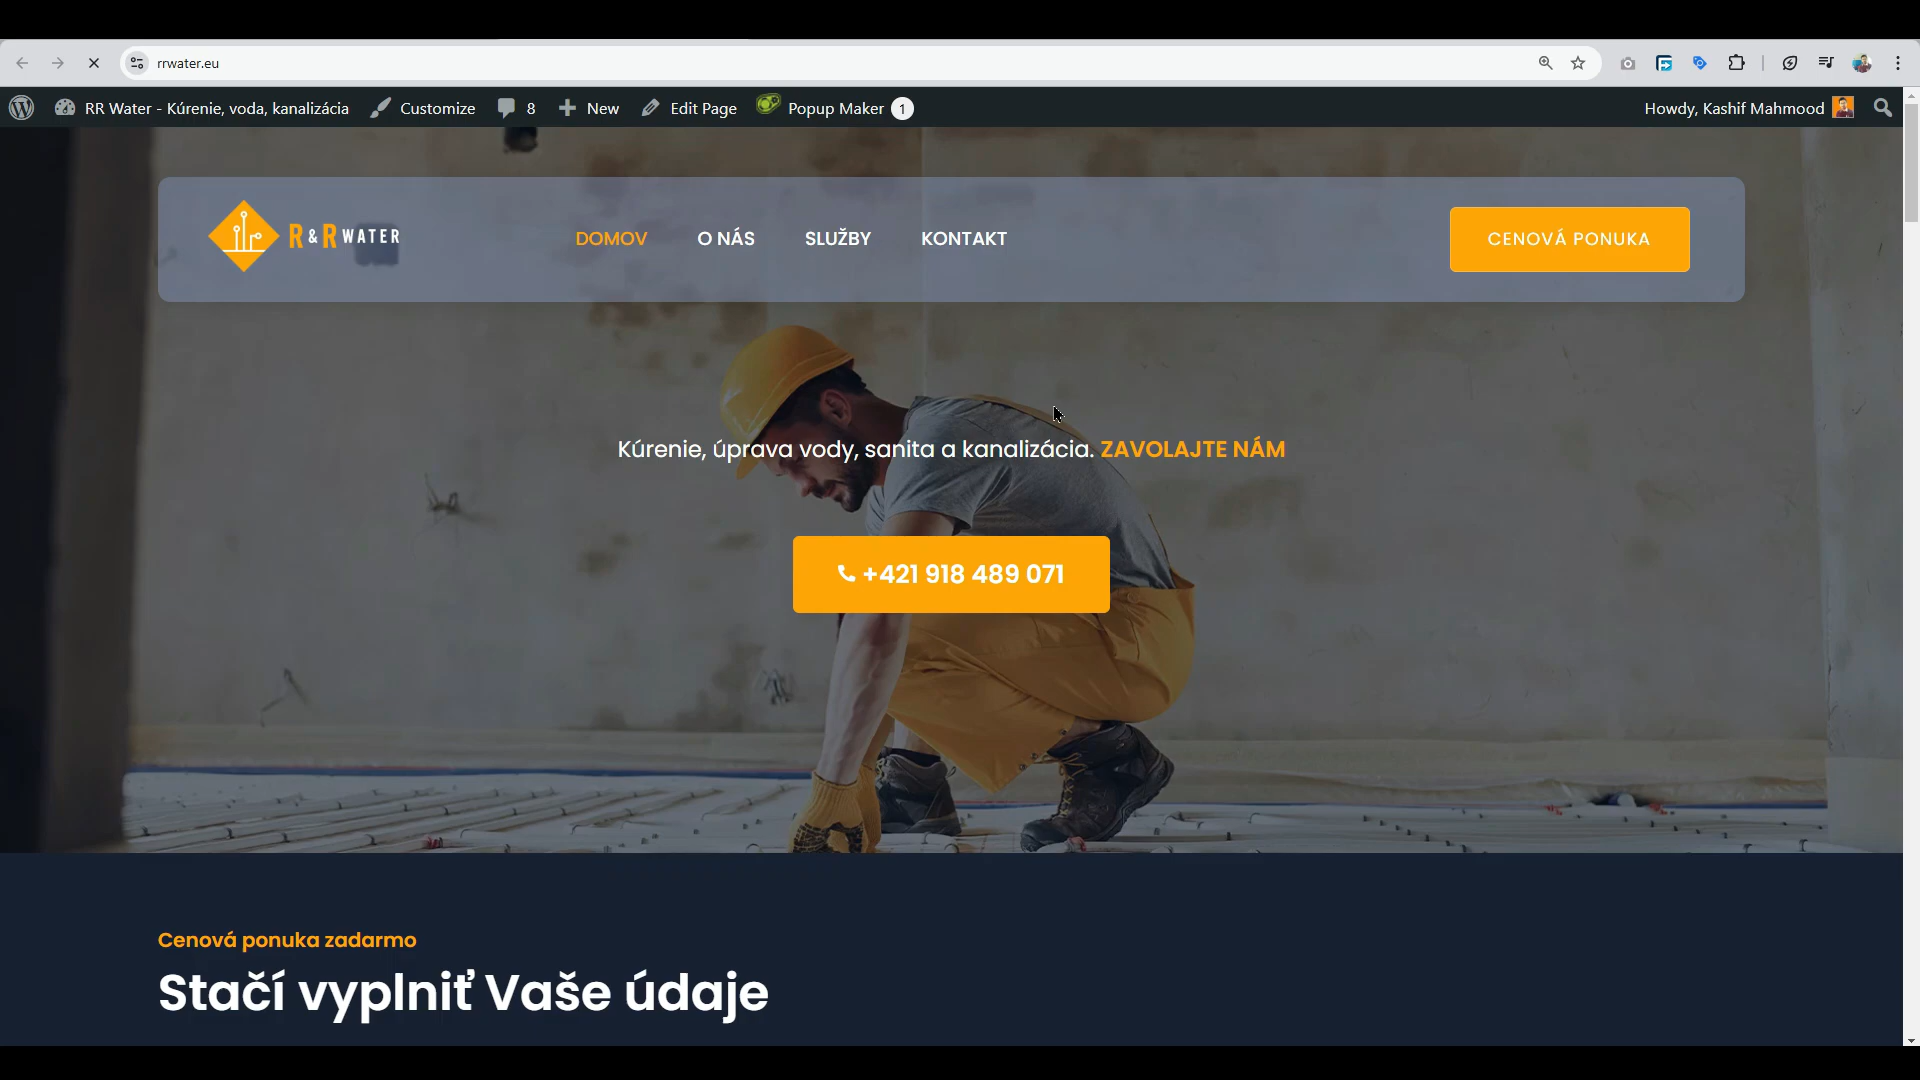 rrwater.eu
RR Water - Kúrenie, voda, kanalizácia Customize 8 New Edit Page Popup Maker 1 Howdy, Kashif Mahmood
R & R WATER DOMOV O NÁS SLUŽBY KONTAKT CENOVÁ PONUKA
Kúrenie, úprava vody, sanita a kanalizácia. ZAVOLAJTE NÁM
+421 918 489 071
Cenová ponuka zadarmo
Stačí vyplniť Vaše údaje